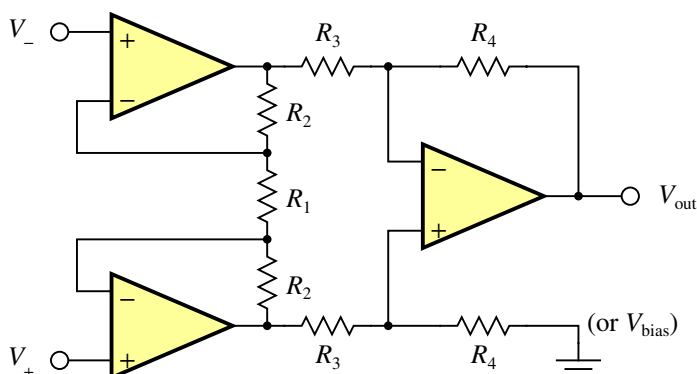 V₋
+
−
R₃
R₄
R₂
R₁
−
+
V_out
R₂
−
+
V₊
R₃
R₄
(or V_bias)